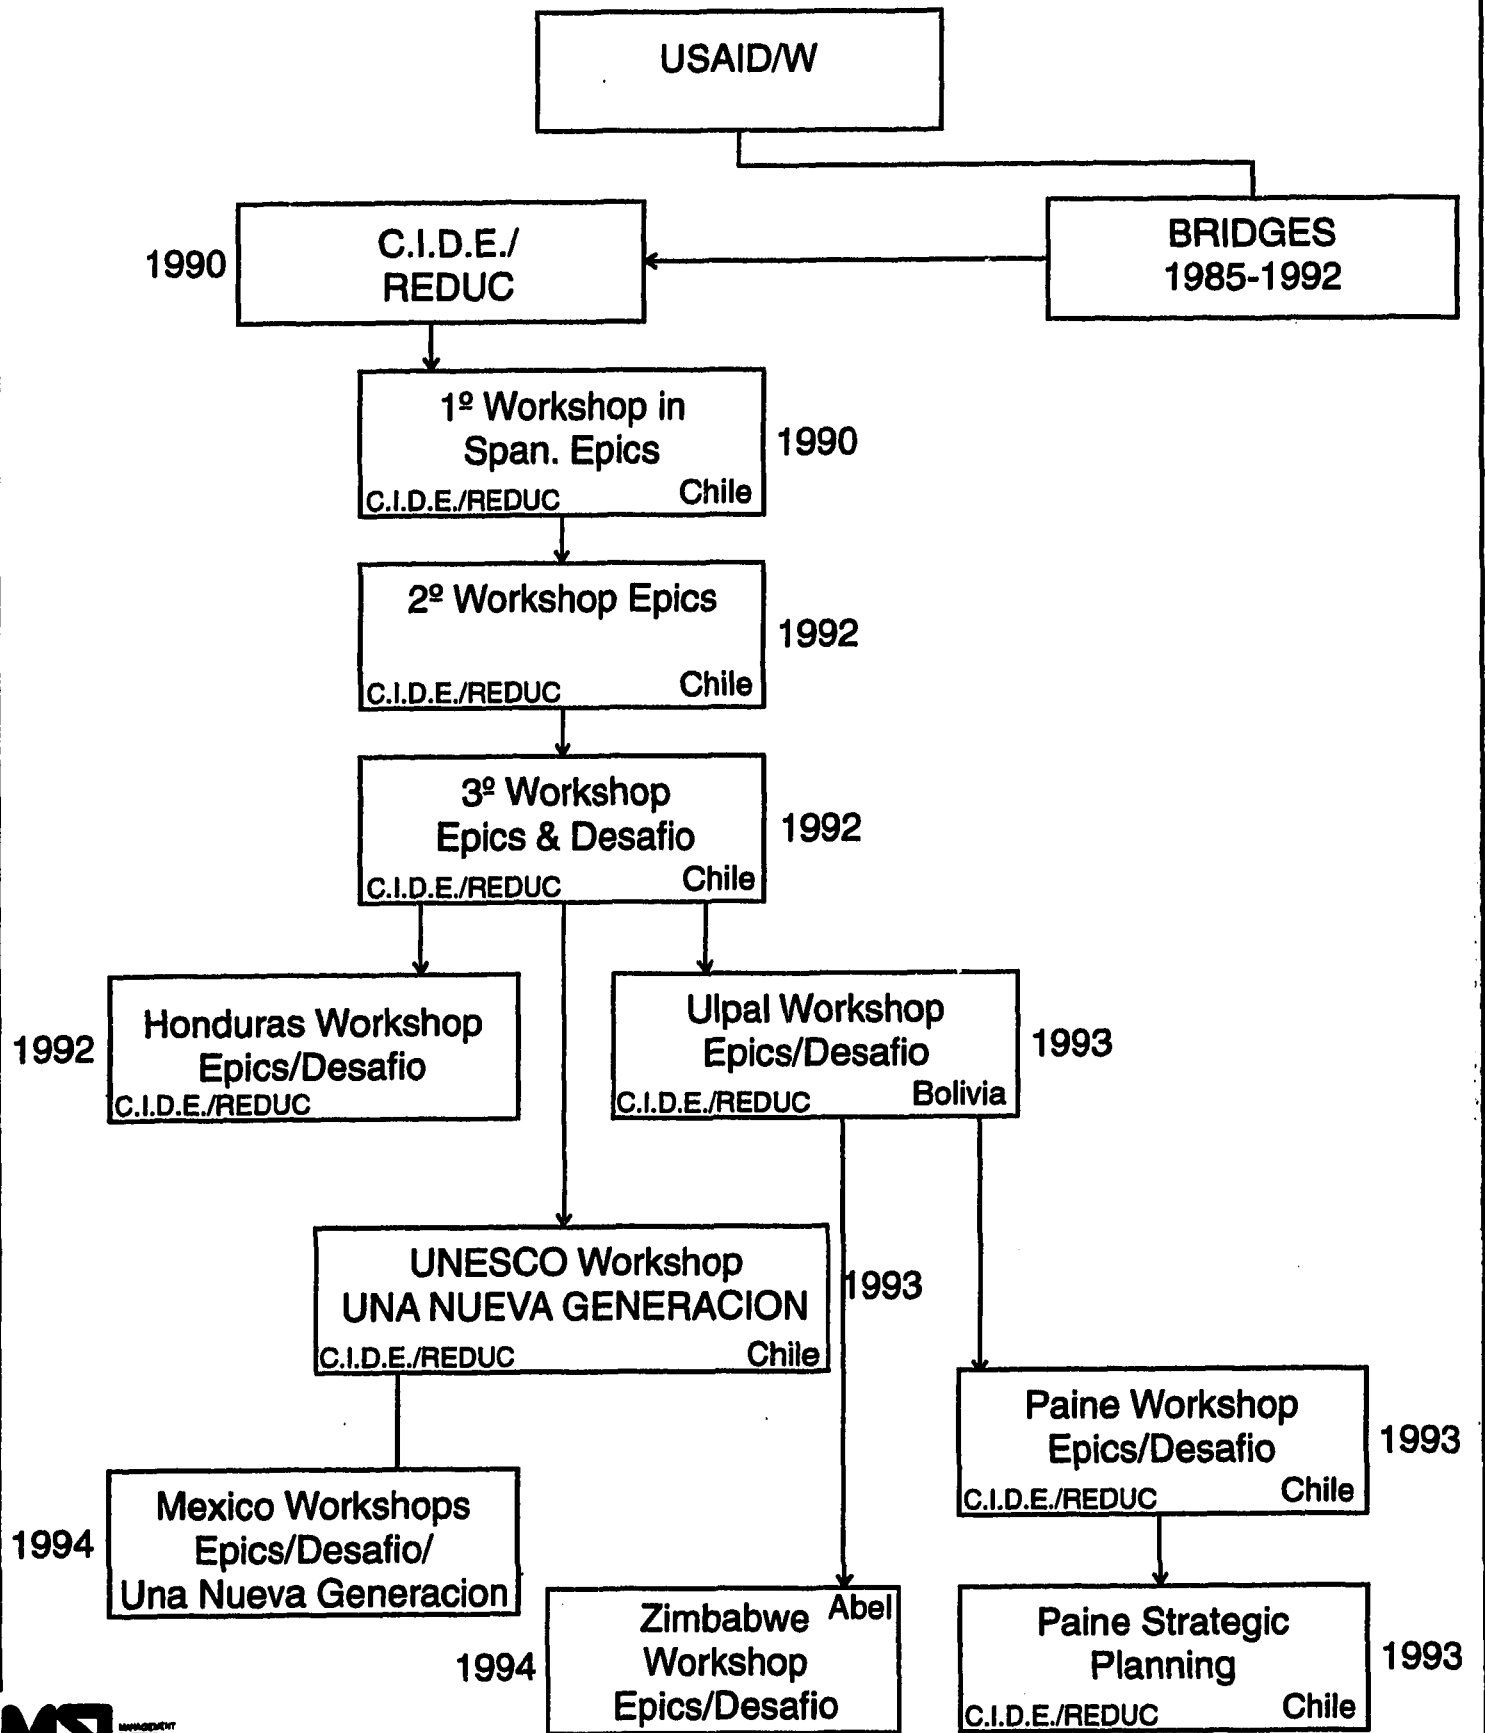 USAID/W
BRIDGES
1985-1992
1990
C.I.D.E./
REDUC
1º Workshop in
Span. Epics
C.I.D.E./REDUC Chile
1990
2º Workshop Epics
C.I.D.E./REDUC Chile
1992
3º Workshop
Epics & Desafio
C.I.D.E./REDUC Chile
1992
1992
Honduras Workshop
Epics/Desafio
C.I.D.E./REDUC
Ulpal Workshop
Epics/Desafio
C.I.D.E./REDUC Bolivia
1993
UNESCO Workshop
UNA NUEVA GENERACION
C.I.D.E./REDUC Chile
1993
Paine Workshop
Epics/Desafio
C.I.D.E./REDUC Chile
1993
1994
Mexico Workshops
Epics/Desafio/
Una Nueva Generacion
1994
Abel
Zimbabwe
Workshop
Epics/Desafio
Paine Strategic
Planning
C.I.D.E./REDUC Chile
1993
MSI
MANAGEMENT